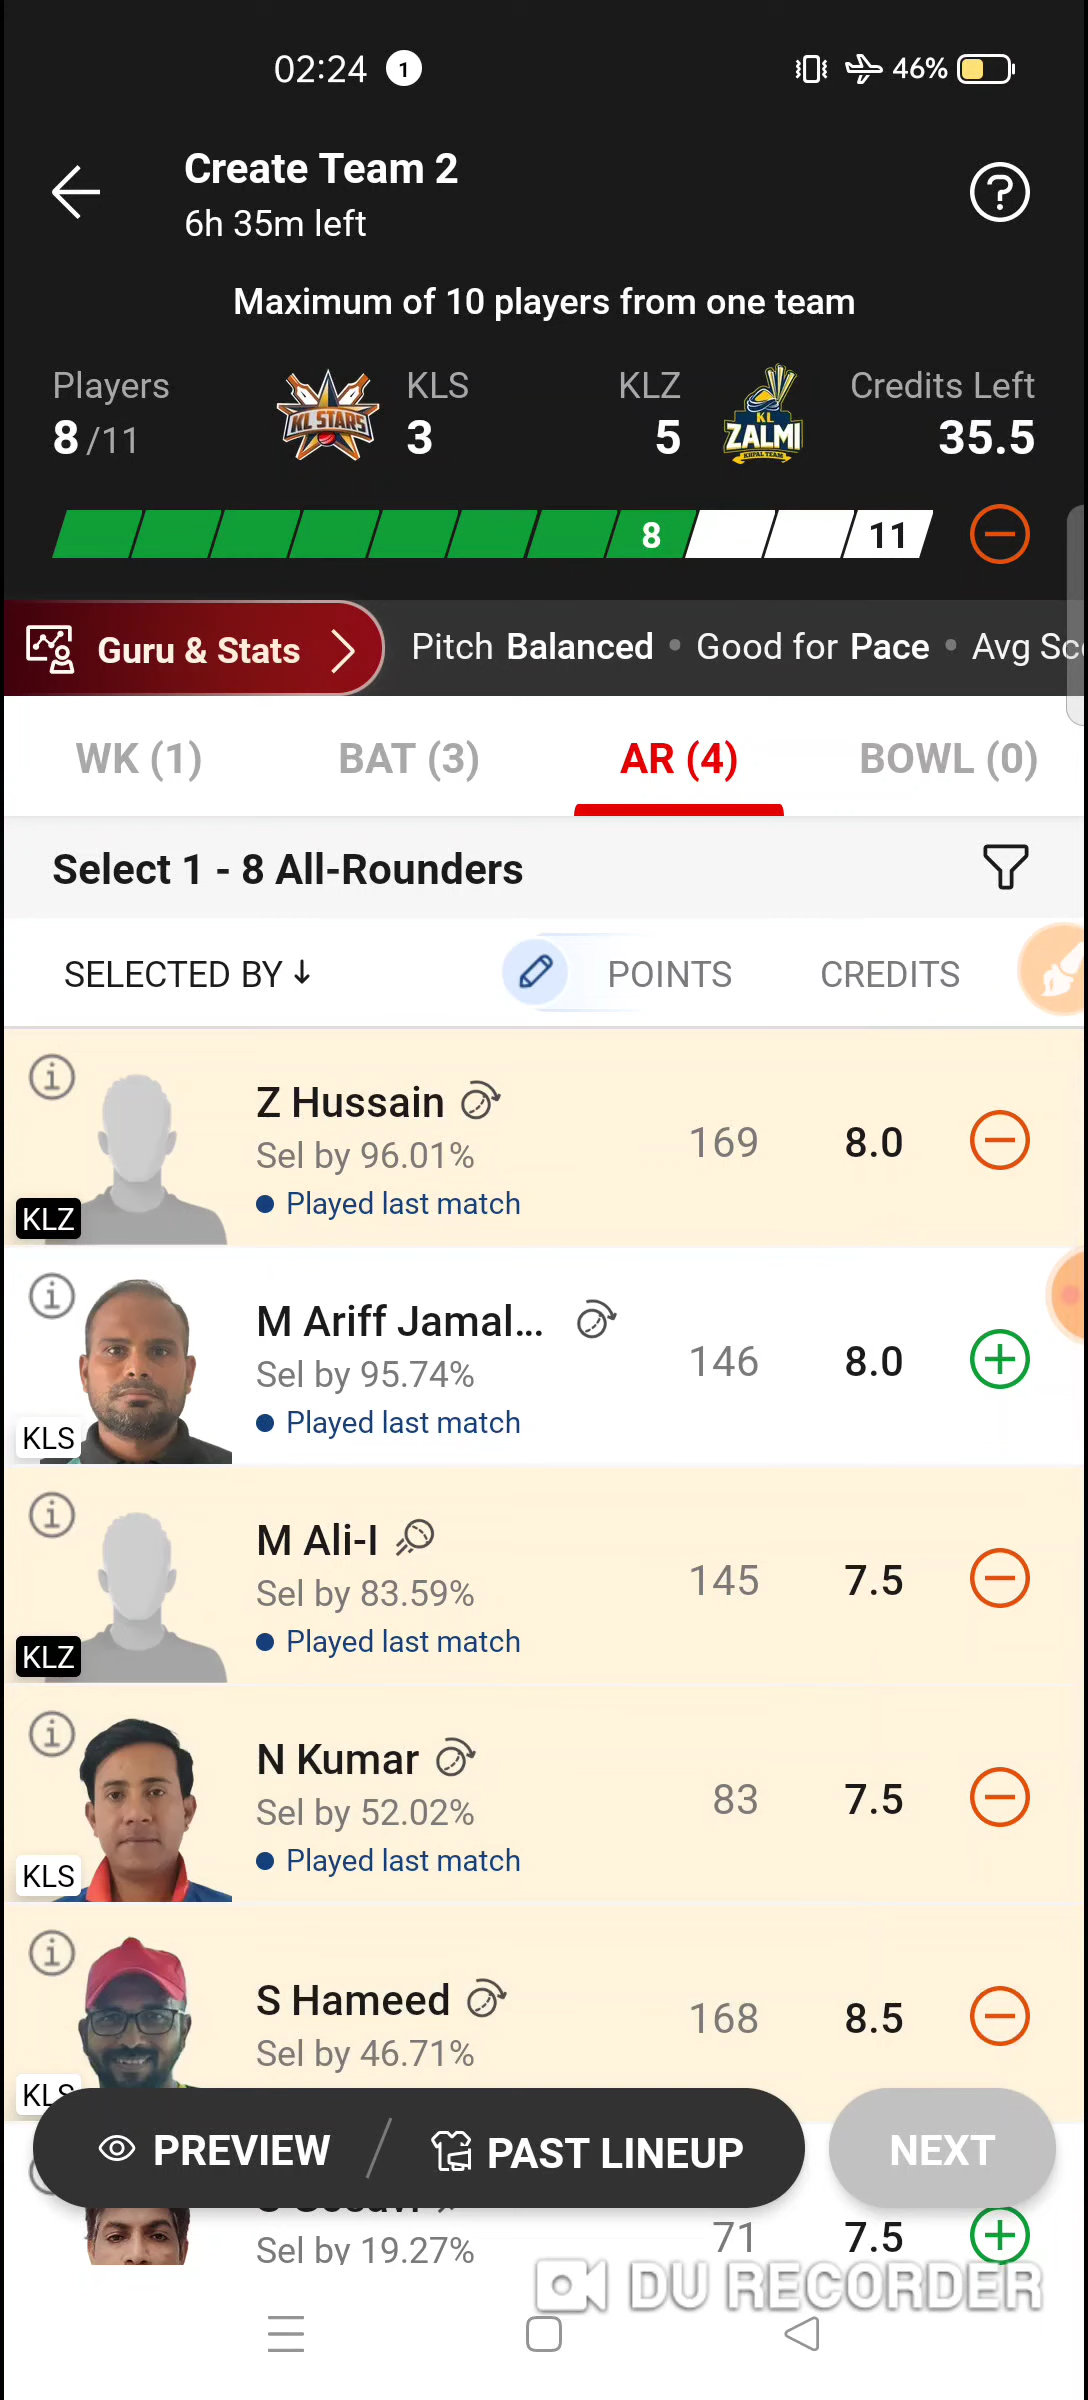 02:24 1 46%
Create Team 2
6h 35m left
Maximum of 10 players from one team
Players KLS KLZ Credits Left
8 /11 3 5 35.5
KL STARS
KL
ZALMI
8 11
Guru & Stats Pitch Balanced • Good for Pace • Avg Sc
WK (1) BAT (3) AR (4) BOWL (0)
Select 1 - 8 All-Rounders
SELECTED BY ↓ POINTS CREDITS
Z Hussain
Sel by 96.01% 169 8.0
Played last match
KLZ
M Ariff Jamal...
Sel by 95.74% 146 8.0
Played last match
KLS
M Ali-I
Sel by 83.59% 145 7.5
Played last match
KLZ
N Kumar
Sel by 52.02% 83 7.5
Played last match
KLS
S Hameed
Sel by 46.71% 168 8.5
KLS
PREVIEW PAST LINEUP NEXT
Sel by 19.27% 71 7.5
DU RECORDER